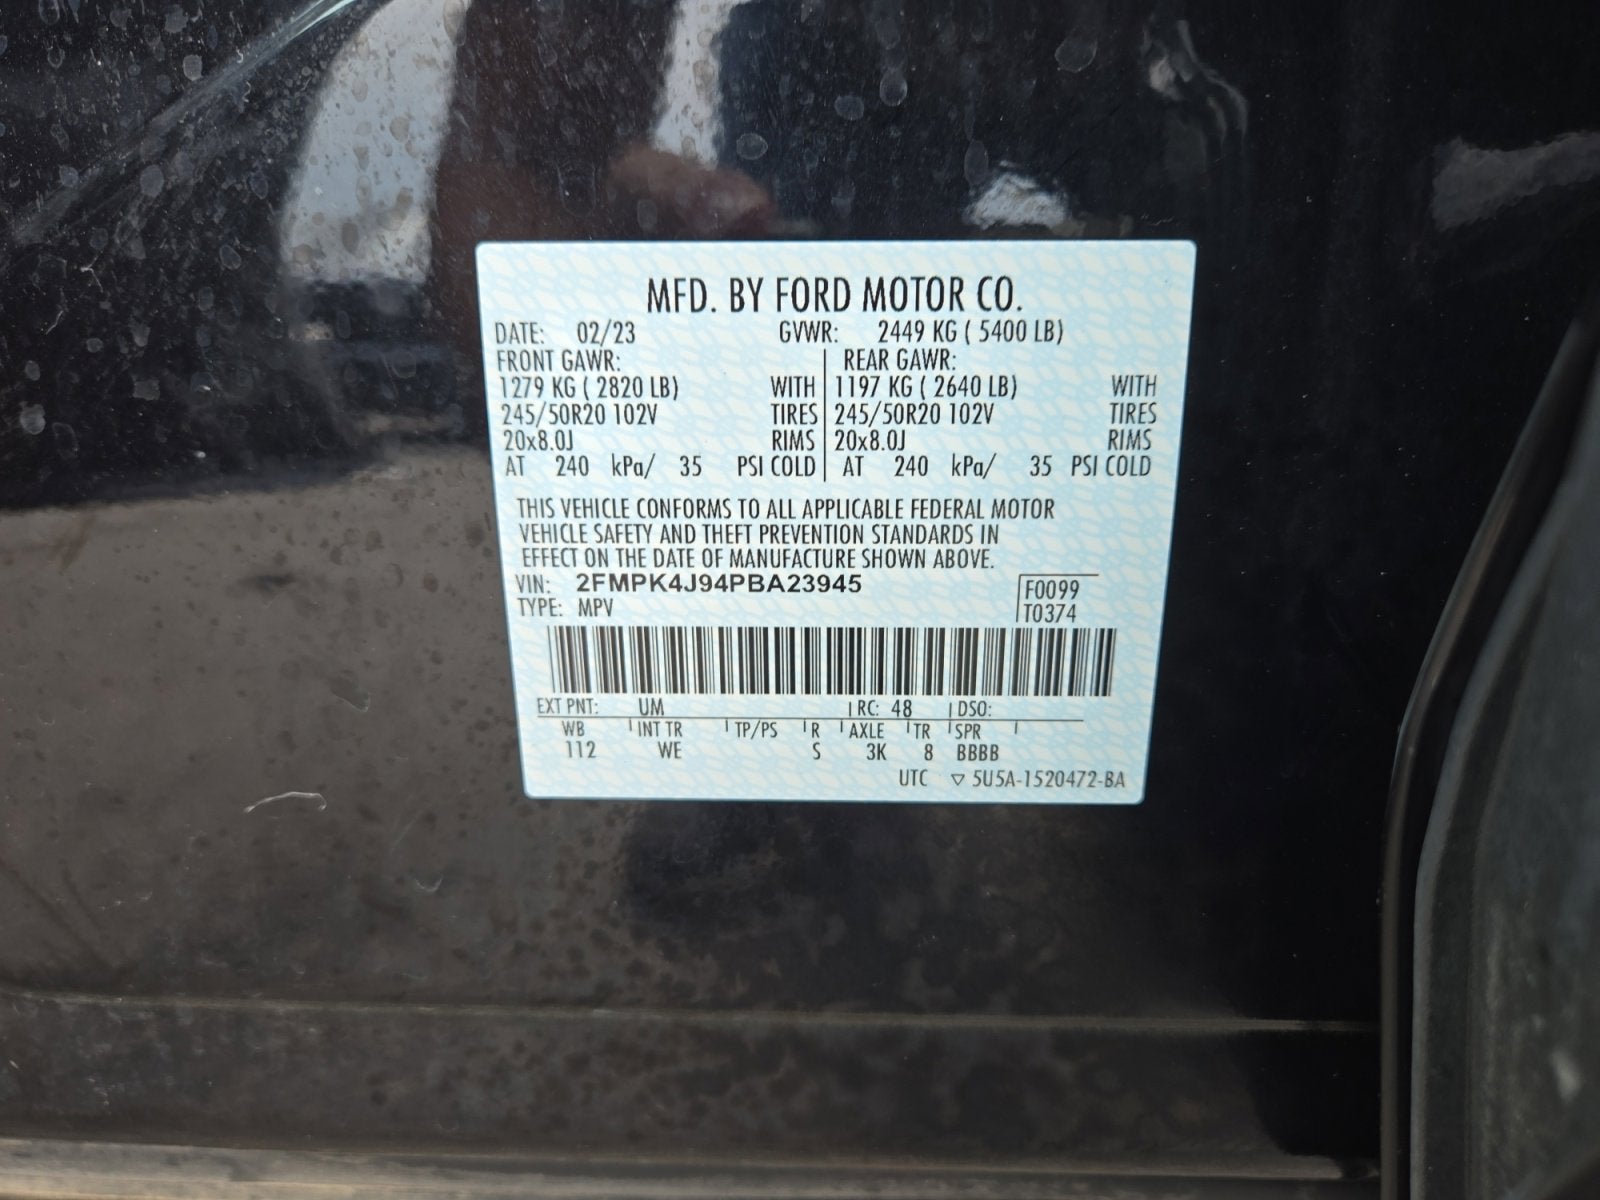 MFD. BY FORD MOTOR CO.
DATE: 02/23 GVWR: 2449 KG ( 5400 LB)
FRONT GAWR: REAR GAWR:
1279 KG ( 2820 LB) WITH 1197 KG ( 2640 LB) WITH
245/50R20 102V TIRES 245/50R20 102V TIRES
20x8.0J RIMS 20x8.0J RIMS
AT 240 kPa/ 35 PSI COLD AT 240 kPa/ 35 PSI COLD
THIS VEHICLE CONFORMS TO ALL APPLICABLE FEDERAL MOTOR
VEHICLE SAFETY AND THEFT PREVENTION STANDARDS IN
EFFECT ON THE DATE OF MANUFACTURE SHOWN ABOVE.
VIN: 2FMPK4J94PBA23945 F0099
TYPE: MPV T0374
EXT PNT: UM RC: 48 DSO:
WB INT TR TP/PS R AXLE TR SPR
112 WE S 3K 8 BBBB
UTC ▽ 5U5A-1520472-BA